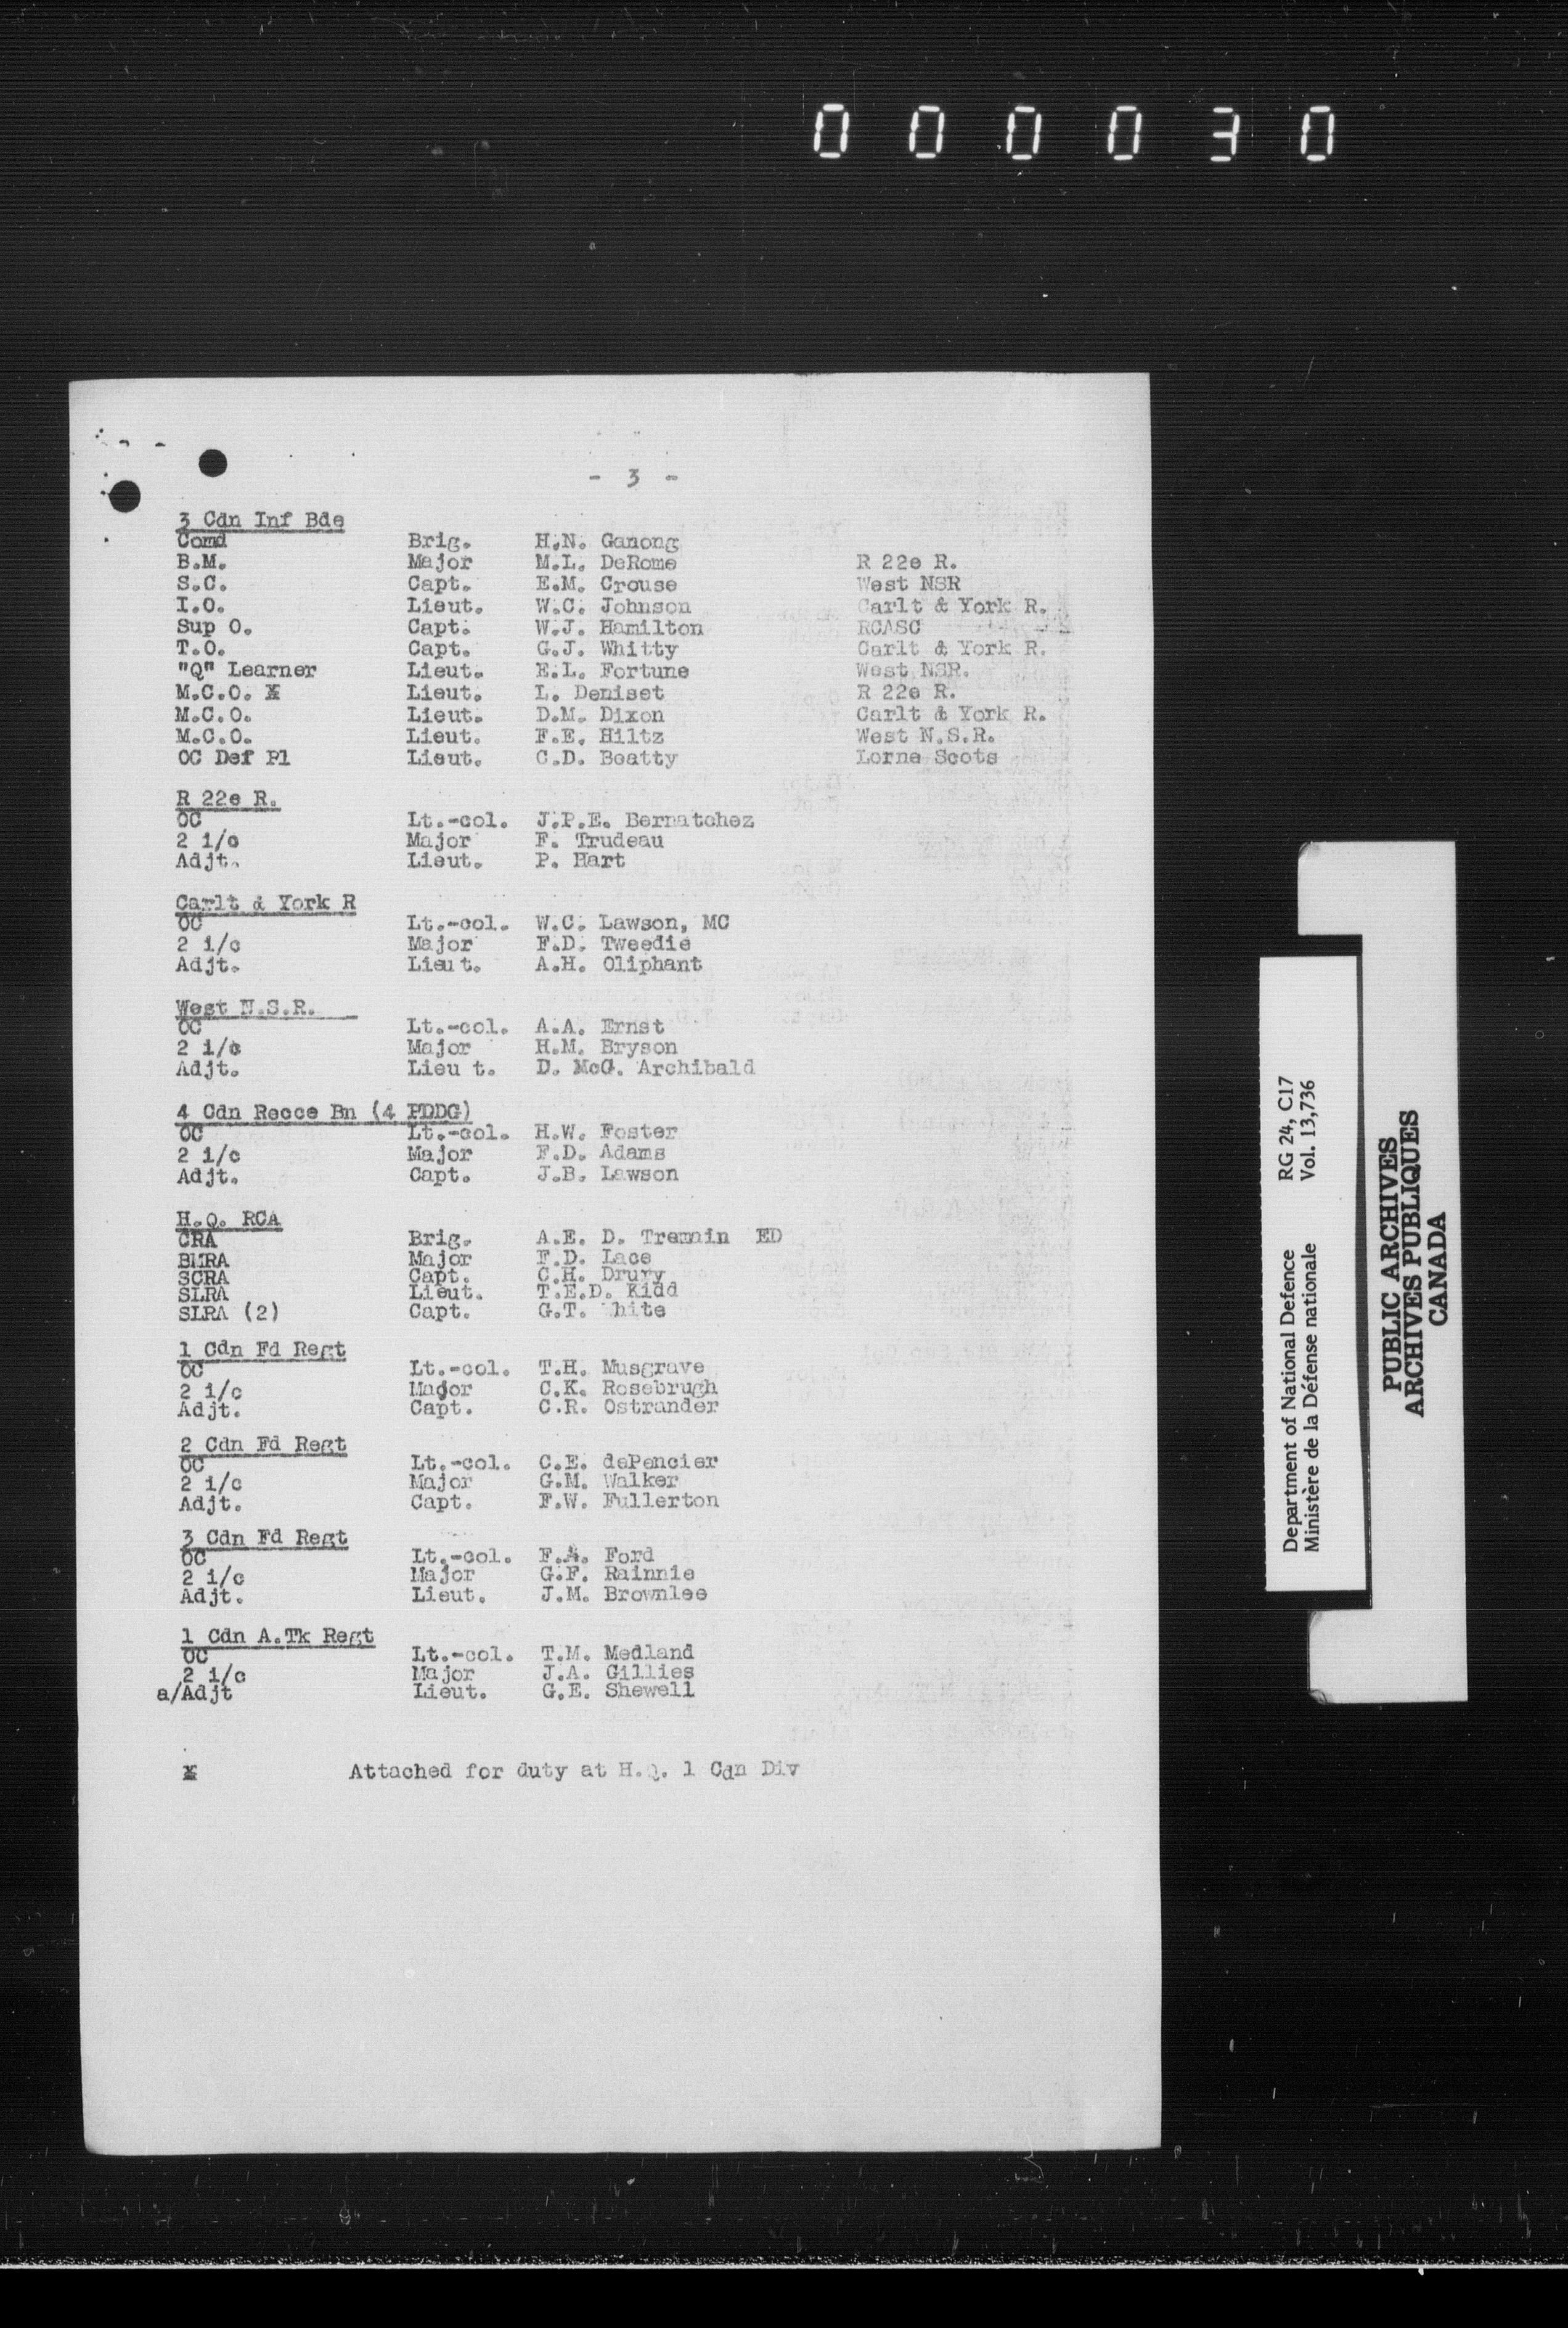 000030
- 3 -
3 Cdn Inf Bde
Comd Brig. H.N. Ganong
B.M. Major M.L. DeRome R 22e R.
S.C. Capt. E.M. Crouse West NSR
I.O. Lieut. W.C. Johnson Carlt & York R.
Sup O. Capt. W.J. Hamilton RCASC
T.O. Capt. G.J. Whitty Carlt & York R.
"Q" Learner Lieut. E.L. Fortune West NSR.
M.C.O. X Lieut. L. Deniset R 22e R.
M.C.O. Lieut. D.M. Dixon Carlt & York R.
M.C.O. Lieut. F.E. Hiltz West N.S.R.
OC Def Pl Lieut. C.D. Beatty Lorne Scots
R 22e R.
OC Lt.-col. J.P.E. Bernatchez
2 i/c Major F. Trudeau
Adjt. Lieut. P. Hart
Carlt & York R
OC Lt.-col. W.C. Lawson, MC
2 i/c Major F.D. Tweedie
Adjt. Lieu t. A.H. Oliphant
West N.S.R.
OC Lt.-col. A.A. Ernst
2 i/c Major H.M. Bryson
Adjt. Lieu t. D. McG. Archibald
4 Cdn Recce Bn (4 PDDG)
OC Lt.-col. H.W. Foster
2 i/c Major F.D. Adams
Adjt. Capt. J.B. Lawson
H.Q. RCA
CRA Brig. A.E. D. Tremain ED
BMRA Major F.D. Lace
SCRA Capt. C.H. Drury
SLRA Lieut. T.E.D. Kidd
SLRA (2) Capt. G.T. hite
1 Cdn Fd Regt
OC Lt.-col. T.H. Musgrave
2 i/c Major C.K. Rosebrugh
Adjt. Capt. C.R. Ostrander
2 Cdn Fd Regt
OC Lt.-col. C.E. dePencier
2 i/c Major G.M. Walker
Adjt. Capt. F.W. Fullerton
3 Cdn Fd Regt
OC Lt.-col. F.A. Ford
2 i/c Major G.F. Rainnie
Adjt. Lieut. J.M. Brownlee
1 Cdn A.Tk Regt
OC Lt.-col. T.M. Medland
2 i/c Major J.A. Gillies
a/Adjt Lieut. G.E. Shewell
X Attached for duty at H.Q. 1 Cdn Div
Department of National Defence RG 24, C17
Ministère de la Défense nationale Vol. 13,736
PUBLIC ARCHIVES
ARCHIVES PUBLIQUES
CANADA